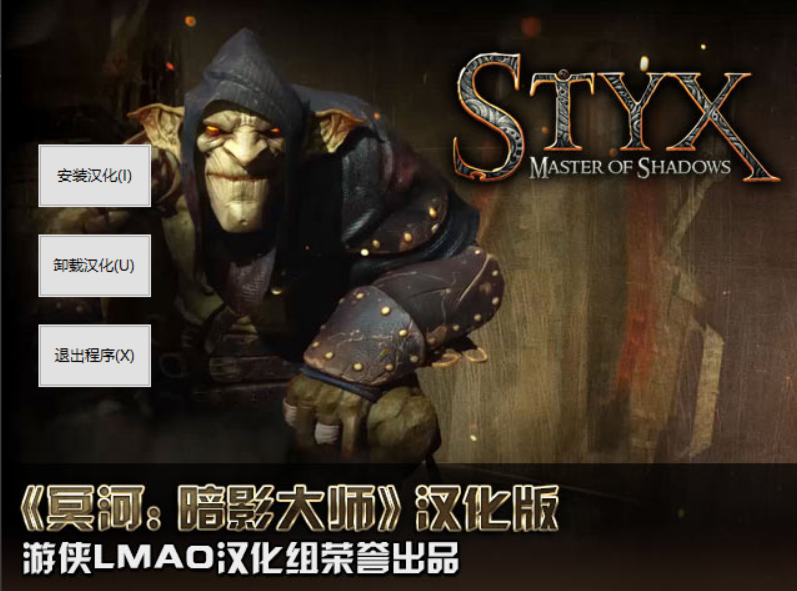 STYX
MASTER OF SHADOWS
安装汉化(I)
卸载汉化(U)
退出程序(X)
《冥河：暗影大师》汉化版
游侠LMAO汉化组荣誉出品